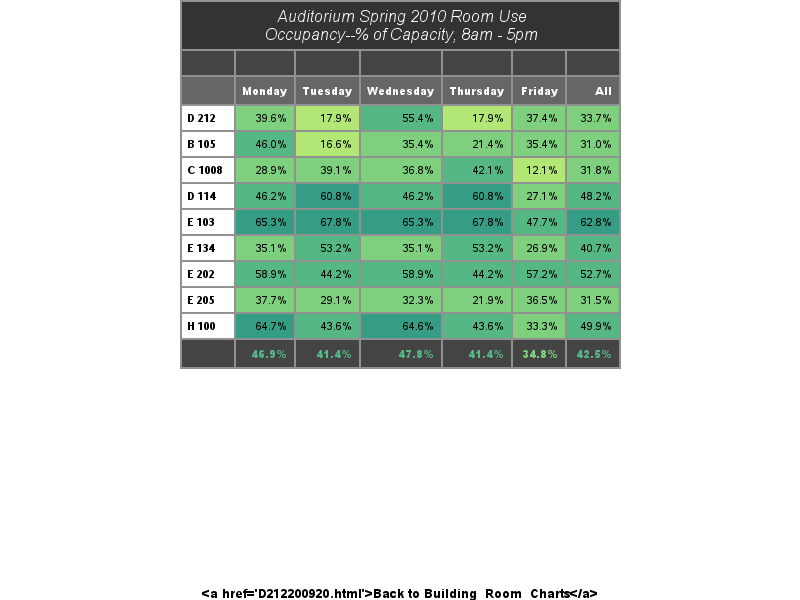 Auditorium Spring 2010 Room Use
Occupancy--% of Capacity, 8am - 5pm
Monday Tuesday Wednesday Thursday Friday All
D 212 39.6% 17.9% 55.4% 17.9% 37.4% 33.7%
B 105 46.0% 16.6% 35.4% 21.4% 35.4% 31.0%
C 1008 28.9% 39.1% 36.8% 42.1% 12.1% 31.8%
D 114 46.2% 60.8% 46.2% 60.8% 27.1% 48.2%
E 103 65.3% 67.8% 65.3% 67.8% 47.7% 62.8%
E 134 35.1% 53.2% 35.1% 53.2% 26.9% 40.7%
E 202 58.9% 44.2% 58.9% 44.2% 57.2% 52.7%
E 205 37.7% 29.1% 32.3% 21.9% 36.5% 31.5%
H 100 64.7% 43.6% 64.6% 43.6% 33.3% 49.9%
46.9% 41.4% 47.8% 41.4% 34.8% 42.5%
<a href='D212200920.html'>Back to Building_Room_Charts</a>